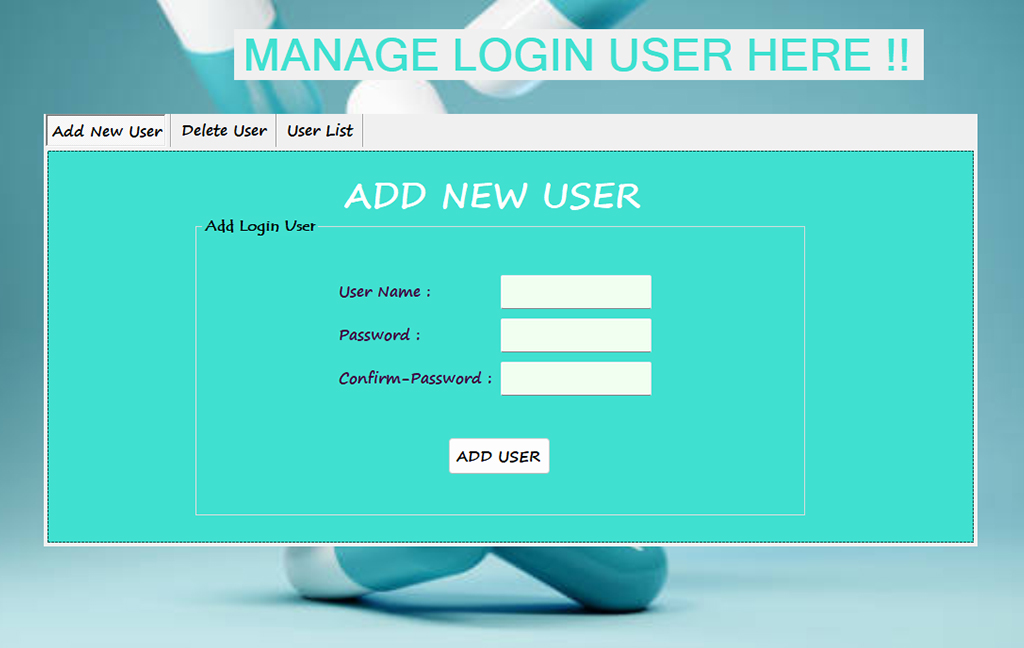 MANAGE LOGIN USER HERE !!
Add New User Delete User User List
ADD NEW USER
Add Login User
User Name :
Password :
Confirm-Password :
ADD USER